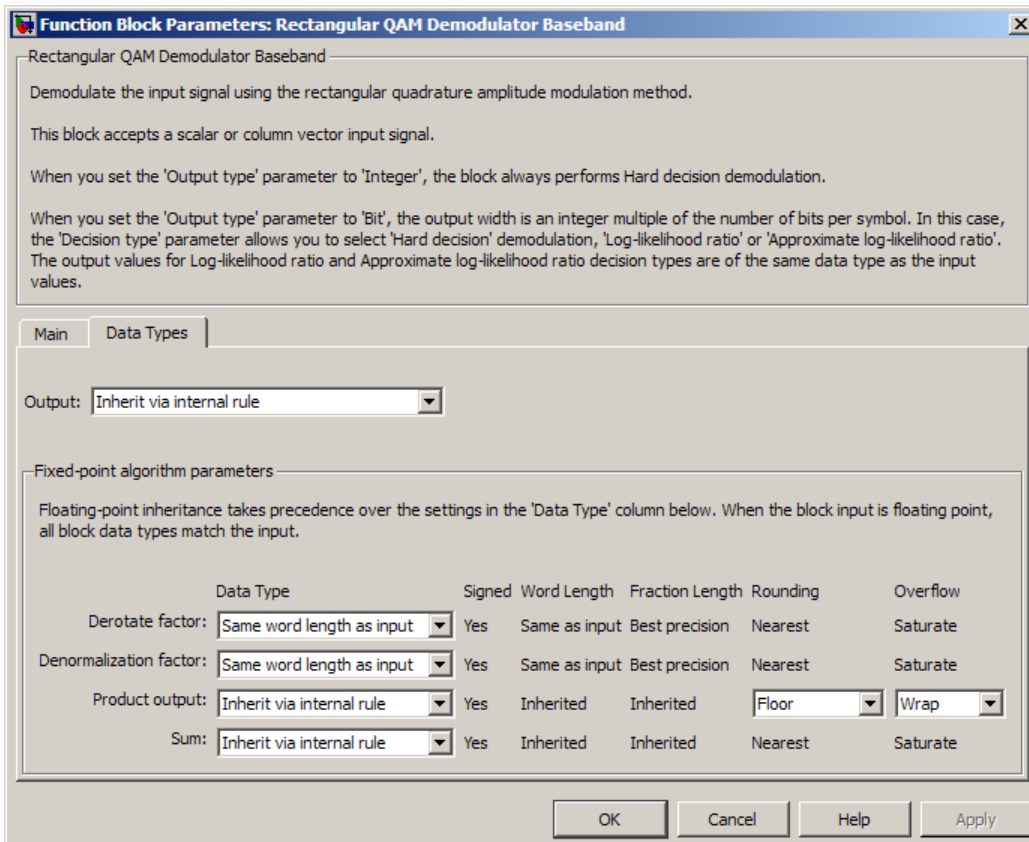 Function Block Parameters: Rectangular QAM Demodulator Baseband
Rectangular QAM Demodulator Baseband
Demodulate the input signal using the rectangular quadrature amplitude modulation method.
This block accepts a scalar or column vector input signal.
When you set the 'Output type' parameter to 'Integer', the block always performs Hard decision demodulation.
When you set the 'Output type' parameter to 'Bit', the output width is an integer multiple of the number of bits per symbol. In this case,
the 'Decision type' parameter allows you to select 'Hard decision' demodulation, 'Log-likelihood ratio' or 'Approximate log-likelihood ratio'.
The output values for Log-likelihood ratio and Approximate log-likelihood ratio decision types are of the same data type as the input
values.
Main Data Types
Output: Inherit via internal rule
Fixed-point algorithm parameters
Floating-point inheritance takes precedence over the settings in the 'Data Type' column below. When the block input is floating point,
all block data types match the input.
Data Type Signed Word Length Fraction Length Rounding Overflow
Derotate factor: Same word length as input Yes Same as input Best precision Nearest Saturate
Denormalization factor: Same word length as input Yes Same as input Best precision Nearest Saturate
Product output: Inherit via internal rule Yes Inherited Inherited Floor Wrap
Sum: Inherit via internal rule Yes Inherited Inherited Nearest Saturate
OK Cancel Help Apply